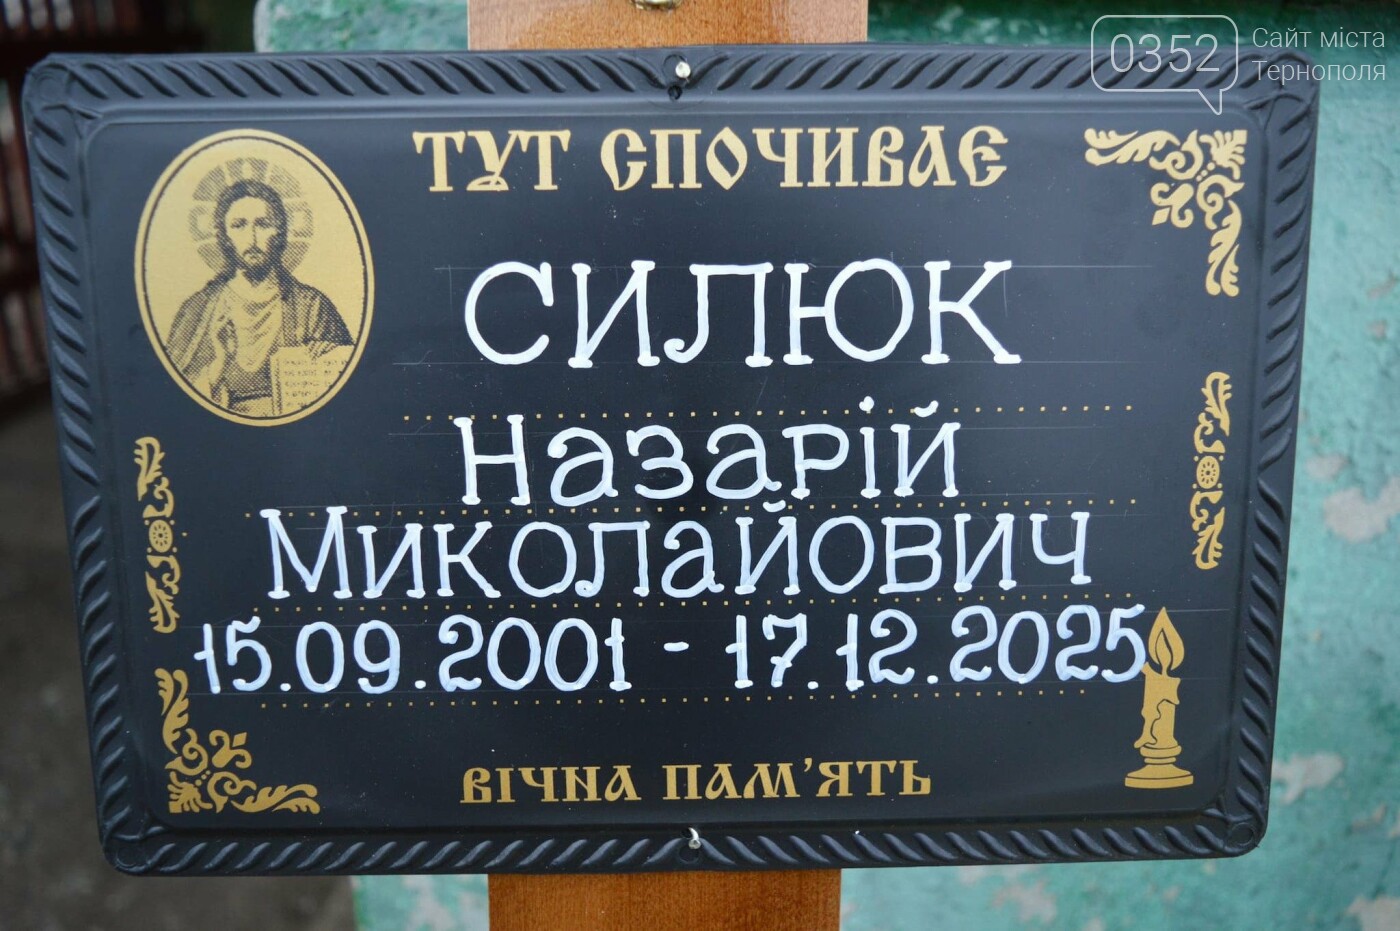 0352 Сайт міста
Тернополя
ТУТ СПОЧИВАЄ
СИЛЮК
Назарій
Миколайович
15.09.2001 - 17.12.2025
ВІЧНА ПАМ'ЯТЬ